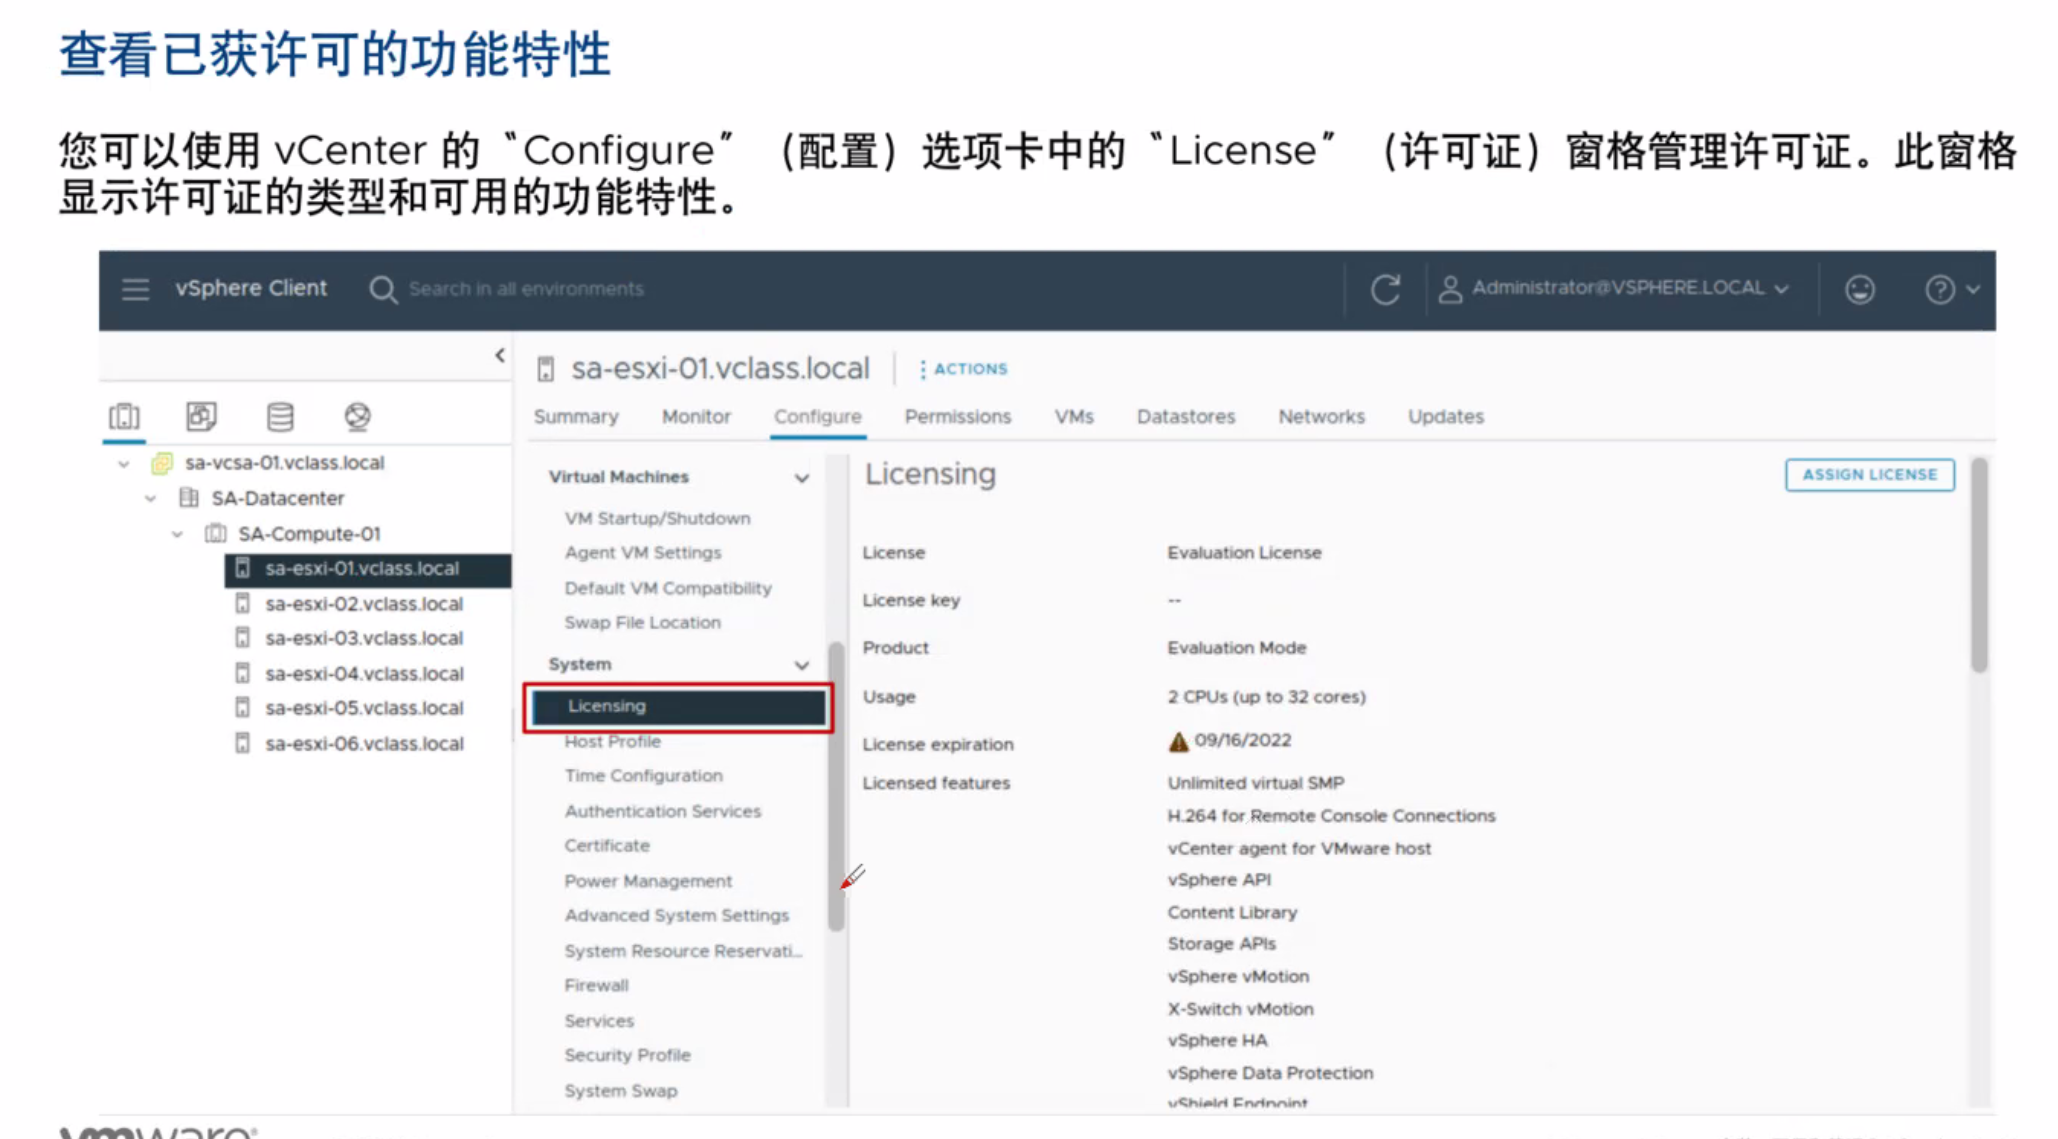 查看已获许可的功能特性
您可以使用 vCenter 的“Configure”（配置）选项卡中的“License”（许可证）窗格管理许可证。此窗格
显示许可证的类型和可用的功能特性。
vSphere Client
Search in all environments
Administrator@VSPHERE.LOCAL
sa-vcsa-01.vclass.local
SA-Datacenter
SA-Compute-01
sa-esxi-01.vclass.local
sa-esxi-02.vclass.local
sa-esxi-03.vclass.local
sa-esxi-04.vclass.local
sa-esxi-05.vclass.local
sa-esxi-06.vclass.local
sa-esxi-01.vclass.local
ACTIONS
Summary Monitor Configure Permissions VMs Datastores Networks Updates
Virtual Machines
VM Startup/Shutdown
Agent VM Settings
Default VM Compatibility
Swap File Location
System
Licensing
Host Profile
Time Configuration
Authentication Services
Certificate
Power Management
Advanced System Settings
System Resource Reservati...
Firewall
Services
Security Profile
System Swap
Licensing
ASSIGN LICENSE
License Evaluation License
License key --
Product Evaluation Mode
Usage 2 CPUs (up to 32 cores)
License expiration 09/16/2022
Licensed features Unlimited virtual SMP
H.264 for Remote Console Connections
vCenter agent for VMware host
vSphere API
Content Library
Storage APIs
vSphere vMotion
X-Switch vMotion
vSphere HA
vSphere Data Protection
vShield Endpoint
vmware®